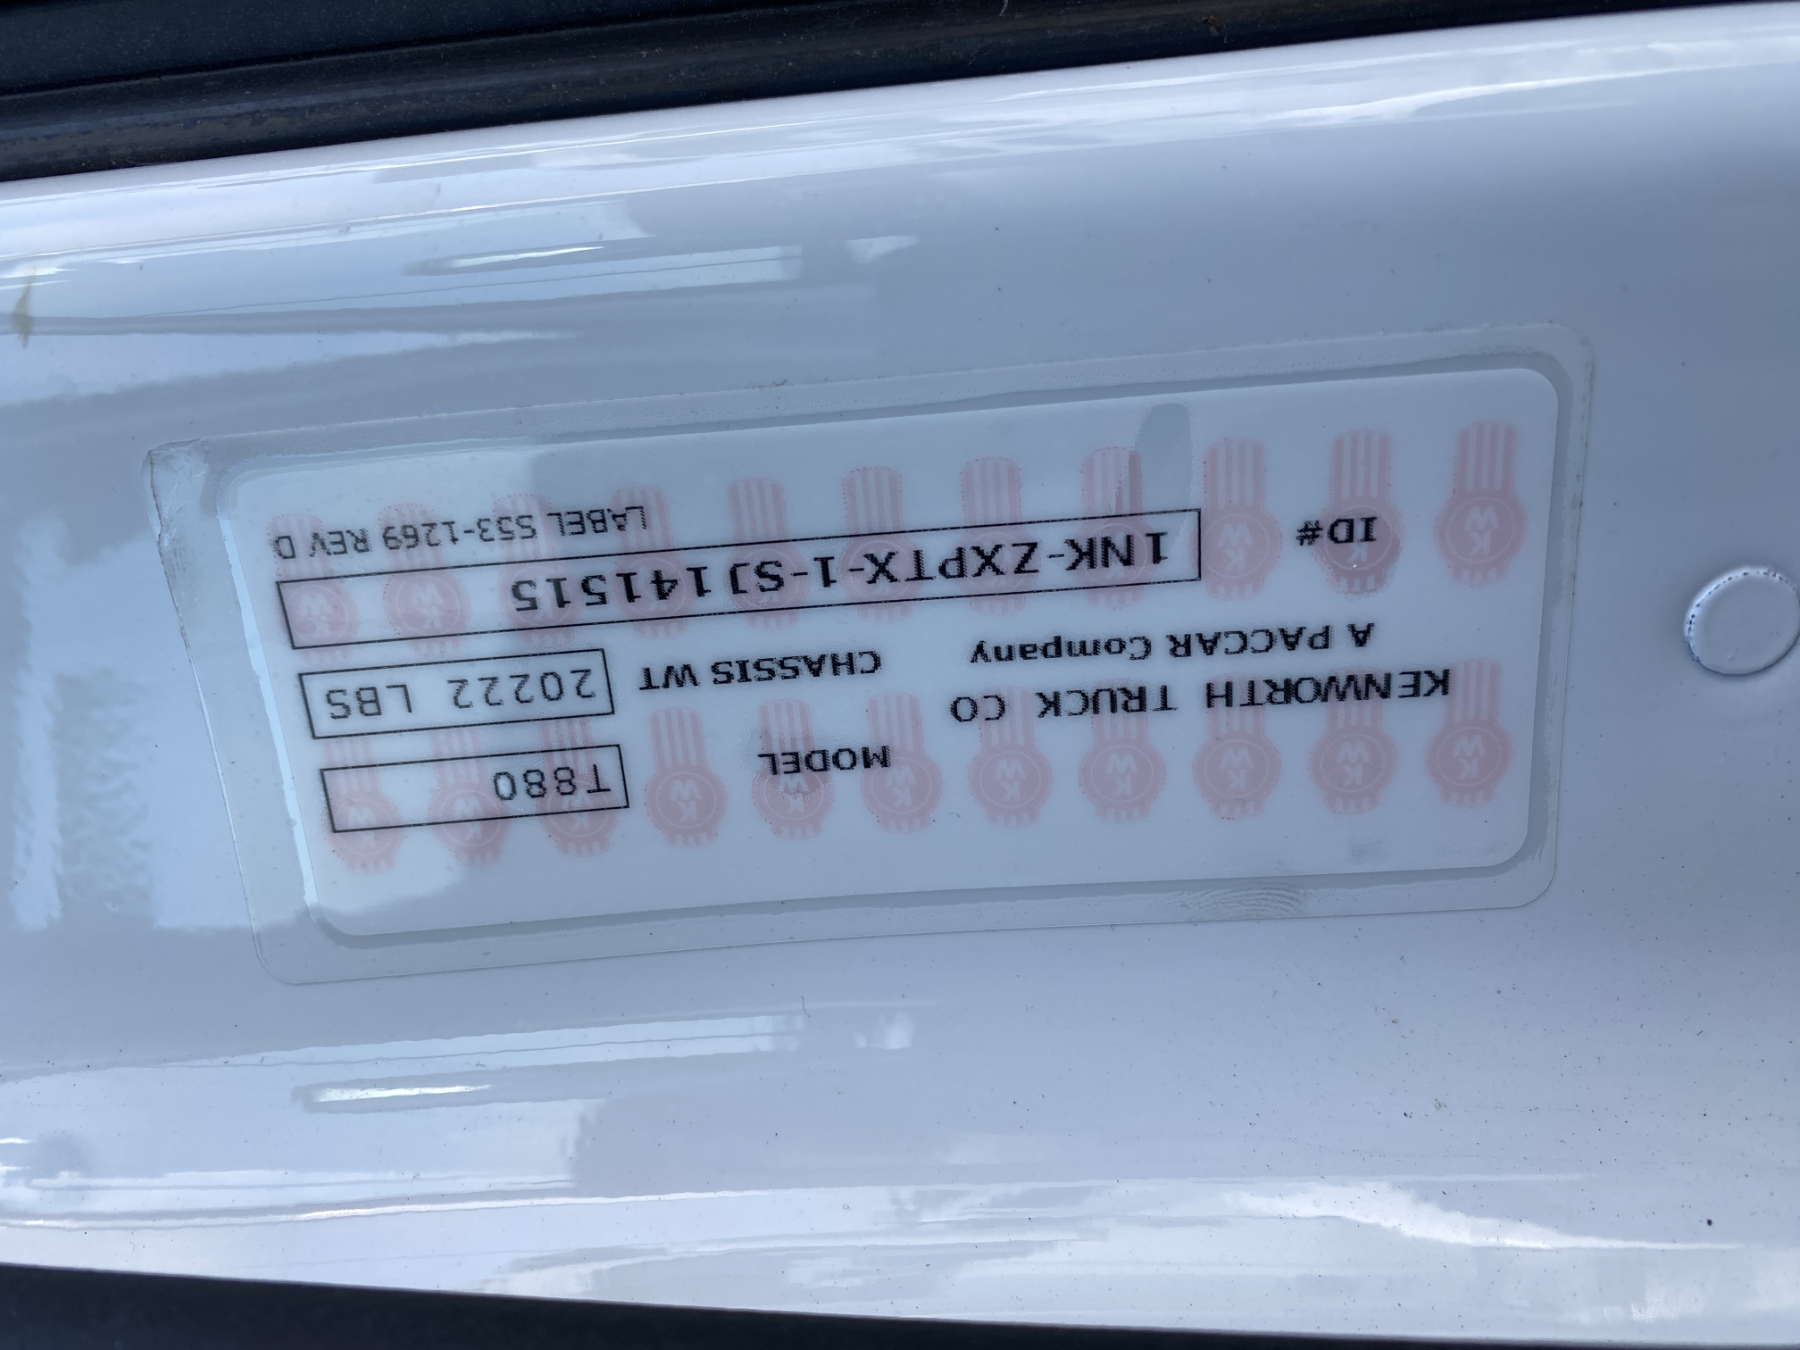 KENWORTH TRUCK CO
A PACCAR Company
MODEL T880
CHASSIS WT 20222 LBS
ID# 1NK-ZXPTX-1-SJ141515
LABEL S53-1269 REV D